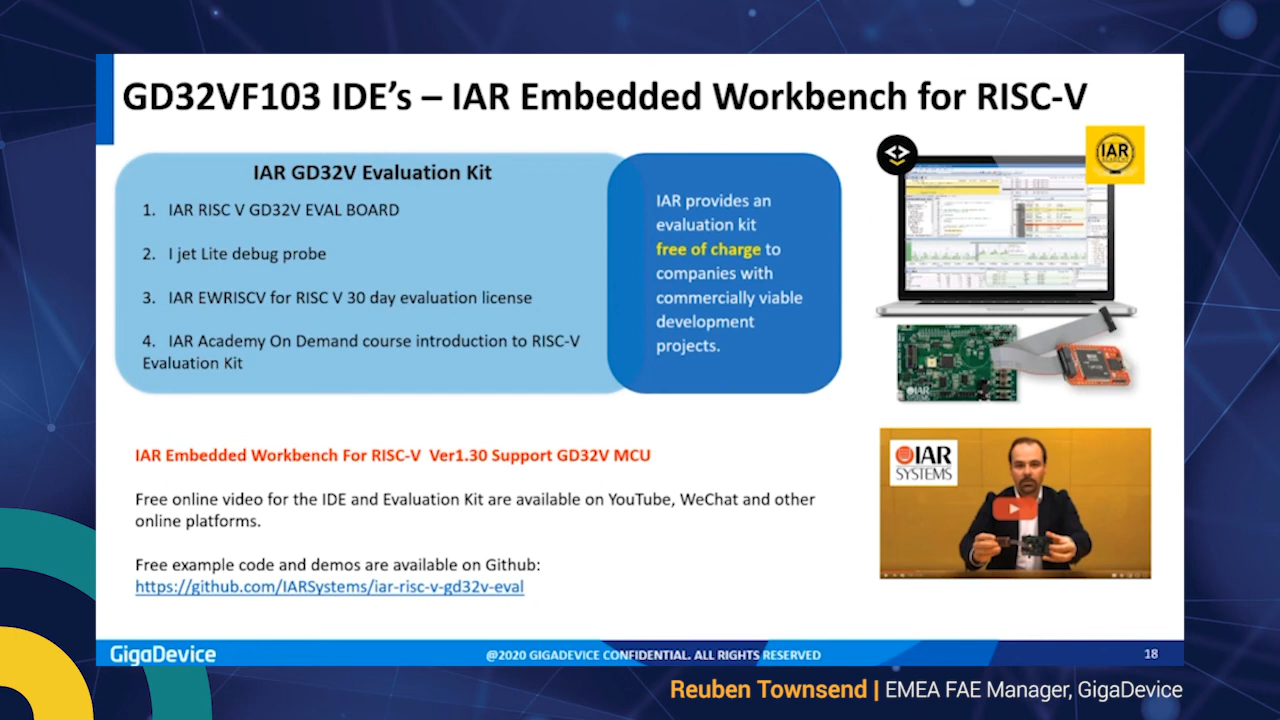 GD32VF103 IDE's – IAR Embedded Workbench for RISC-V
IAR GD32V Evaluation Kit
1. IAR RISC V GD32V EVAL BOARD
2. I jet Lite debug probe
3. IAR EWRISCV for RISC V 30 day evaluation license
4. IAR Academy On Demand course introduction to RISC-V
Evaluation Kit
IAR provides an
evaluation kit
free of charge to
companies with
commercially viable
development
projects.
IAR
ACADEMY
IAR
SYSTEMS
IAR Embedded Workbench For RISC-V Ver1.30 Support GD32V MCU
Free online video for the IDE and Evaluation Kit are available on YouTube, WeChat and other
online platforms.
Free example code and demos are available on Github:
https://github.com/IARSystems/iar-risc-v-gd32v-eval
IAR
SYSTEMS
GigaDevice
@2020 GIGADEVICE CONFIDENTIAL. ALL RIGHTS RESERVED
18
Reuben Townsend | EMEA FAE Manager, GigaDevice